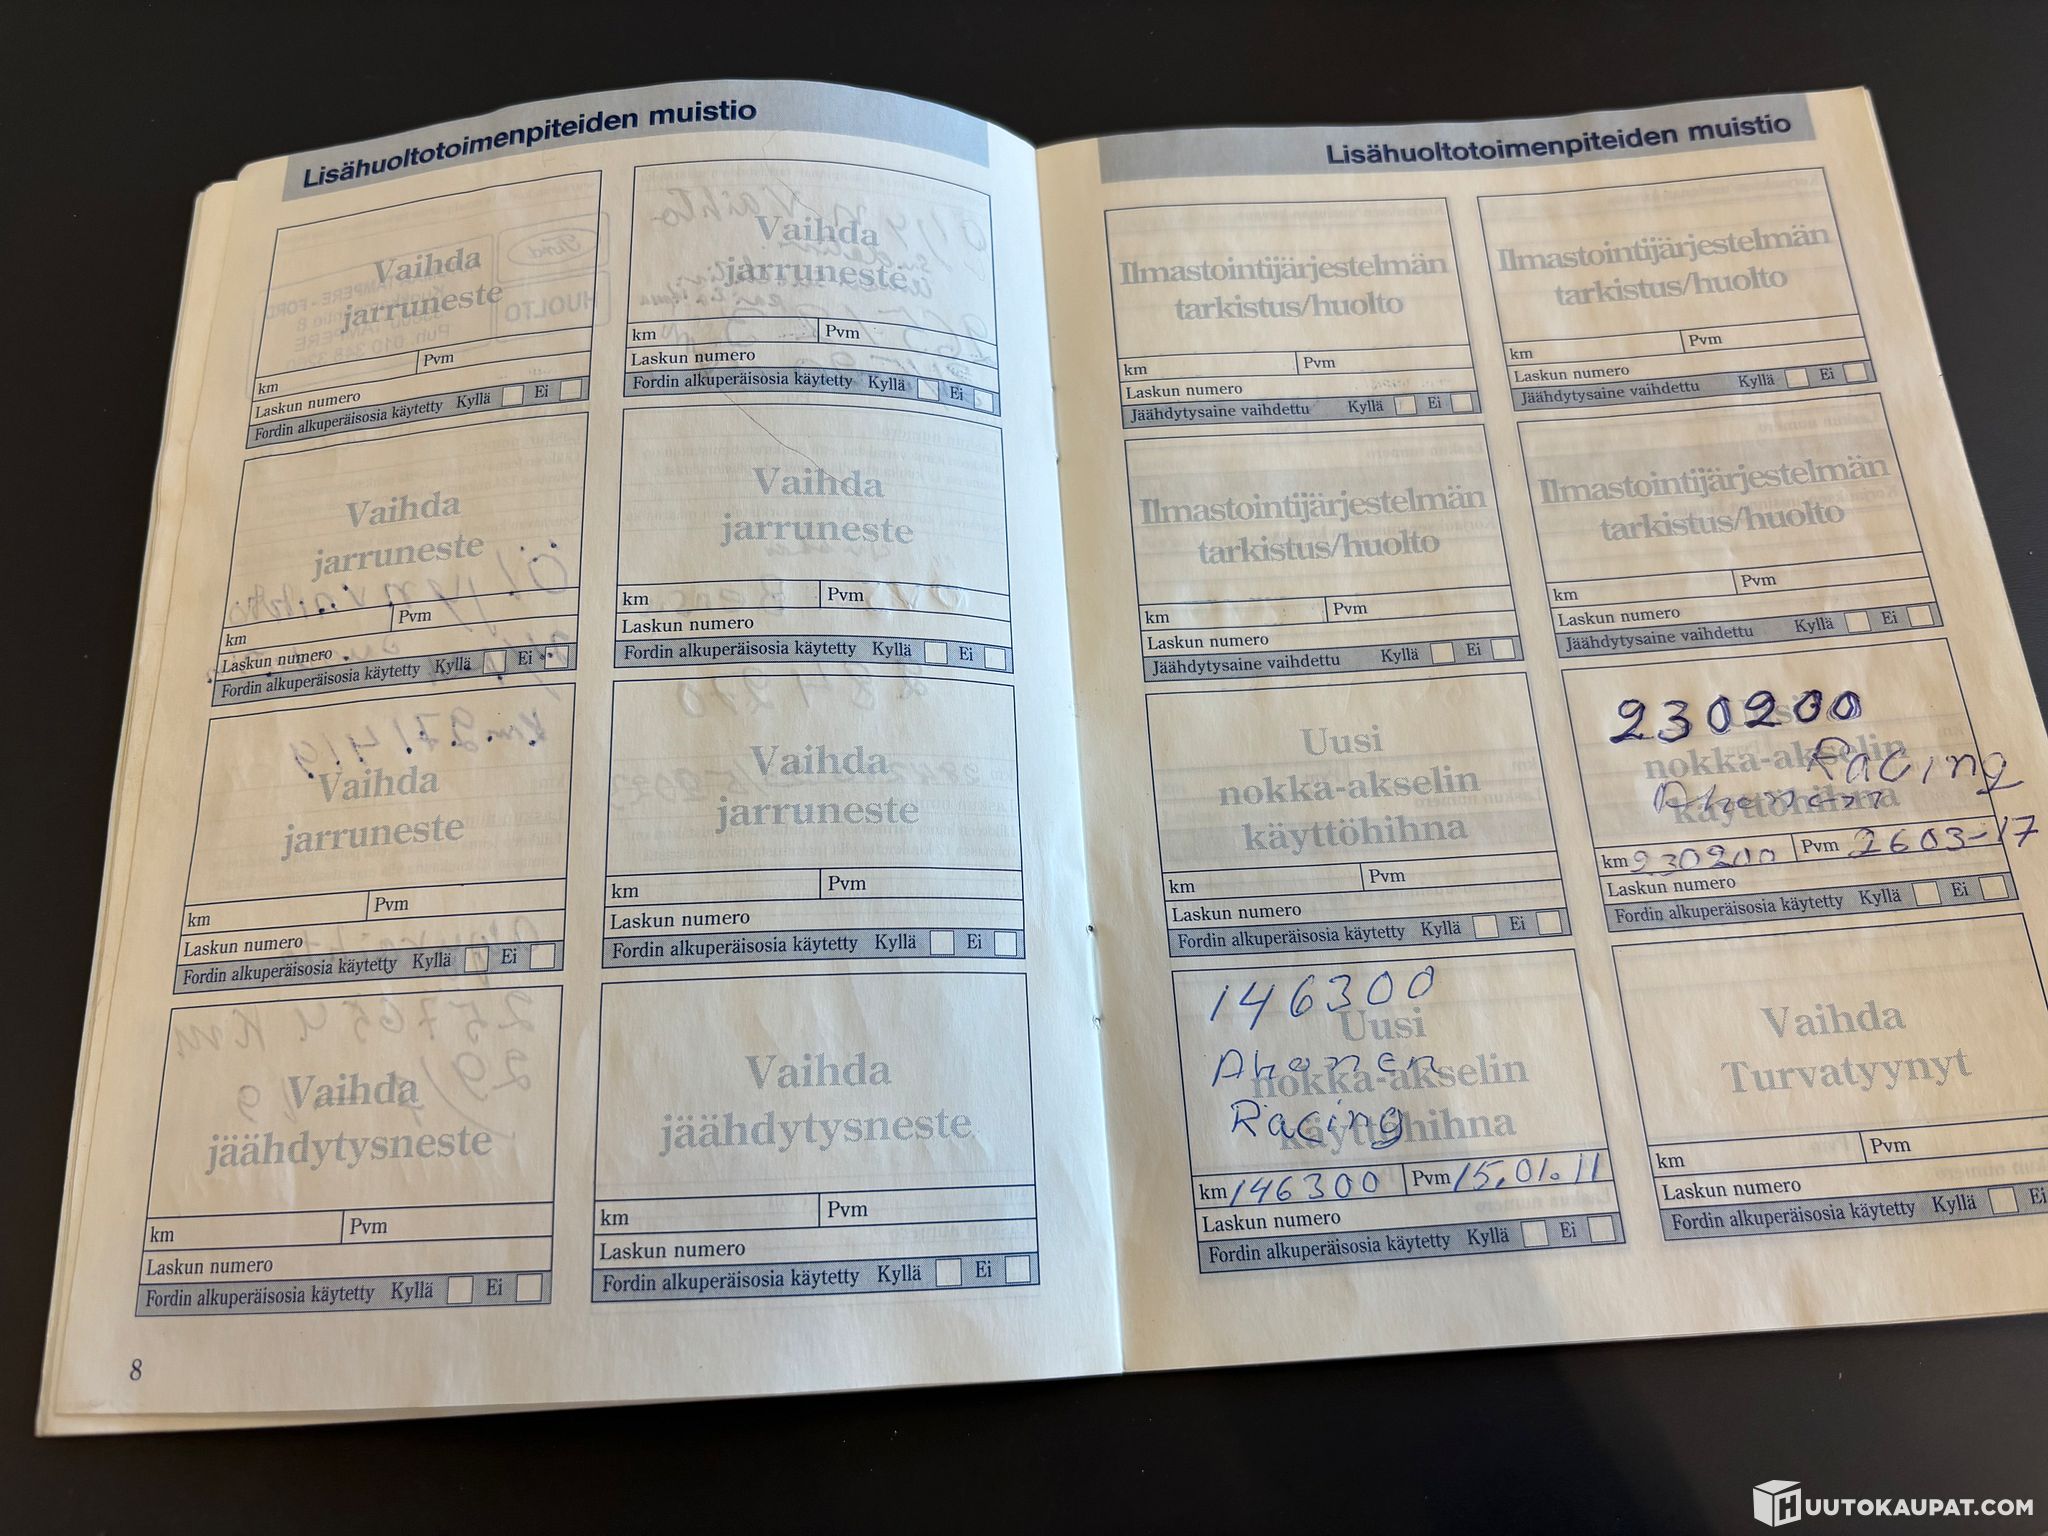 Lisähuoltotoimenpiteiden muistio
Vaihda
jarruneste
km
Pvm
Laskun numero
Fordin alkuperäisosia käytetty Kyllä Ei
Vaihda
jarruneste
km
Pvm
Laskun numero
Fordin alkuperäisosia käytetty Kyllä Ei
Vaihda
jarruneste
km
Pvm
Laskun numero
Fordin alkuperäisosia käytetty Kyllä Ei
Vaihda
jäähdytysneste
km
Pvm
Laskun numero
Fordin alkuperäisosia käytetty Kyllä Ei
Vaihda
jarruneste
km
Pvm
Laskun numero
Fordin alkuperäisosia käytetty Kyllä Ei
Vaihda
jarruneste
km
Pvm
Laskun numero
Fordin alkuperäisosia käytetty Kyllä Ei
Vaihda
jarruneste
km
Pvm
Laskun numero
Fordin alkuperäisosia käytetty Kyllä Ei
Vaihda
jäähdytysneste
km
Pvm
Laskun numero
Fordin alkuperäisosia käytetty Kyllä Ei
8
Lisähuoltotoimenpiteiden muistio
Ilmastointijärjestelmän
tarkistus/huolto
km
Pvm
Laskun numero
Jäähdytysaine vaihdettu Kyllä Ei
Ilmastointijärjestelmän
tarkistus/huolto
km
Pvm
Laskun numero
Jäähdytysaine vaihdettu Kyllä Ei
Uusi
nokka-akselin
käyttöhihna
km
Pvm
Laskun numero
Fordin alkuperäisosia käytetty Kyllä Ei
146300
Uusi
Ahonen
nokka-akselin
Racing
käyttöhihna
km 146300 Pvm 15.01.11
Laskun numero
Fordin alkuperäisosia käytetty Kyllä Ei
Ilmastointijärjestelmän
tarkistus/huolto
km
Pvm
Laskun numero
Jäähdytysaine vaihdettu Kyllä Ei
Ilmastointijärjestelmän
tarkistus/huolto
km
Pvm
Laskun numero
Jäähdytysaine vaihdettu Kyllä Ei
230200
Uusi
nokka-akselin
Racing
Ahonen
käyttöhihna
km 230200 Pvm 2603-17
Laskun numero
Fordin alkuperäisosia käytetty Kyllä Ei
Vaihda
Turvatyynyt
km
Pvm
Laskun numero
Fordin alkuperäisosia käytetty Kyllä Ei
HUUTOKAUPAT.COM